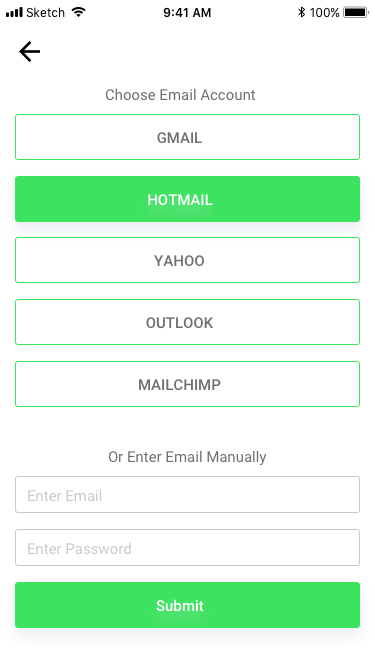 Sketch 9:41 AM 100%
Choose Email Account
GMAIL
HOTMAIL
YAHOO
OUTLOOK
MAILCHIMP
Or Enter Email Manually
Enter Email
Enter Password
Submit